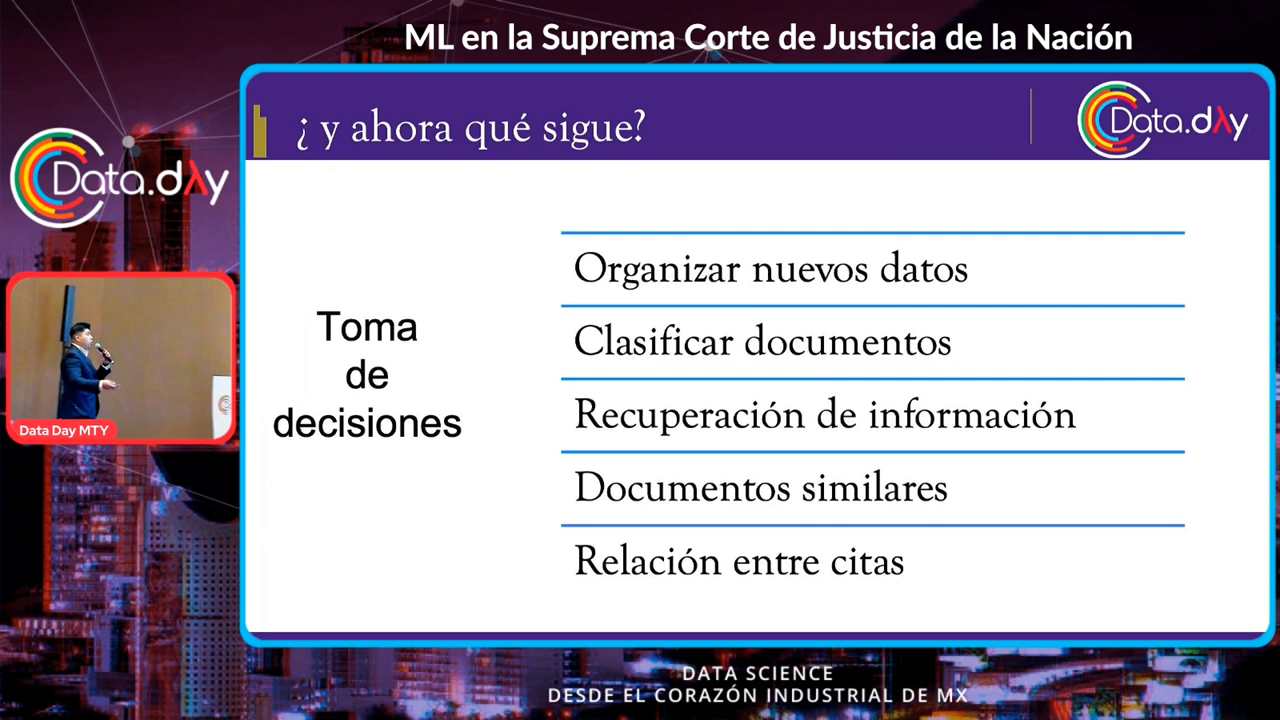 ML en la Suprema Corte de Justicia de la Nación
¿ y ahora qué sigue?
Data.dλy
Data.dλy
Toma
de
decisiones
Organizar nuevos datos
Clasificar documentos
Recuperación de información
Documentos similares
Relación entre citas
Data Day MTY
DATA SCIENCE
DESDE EL CORAZÓN INDUSTRIAL DE MX